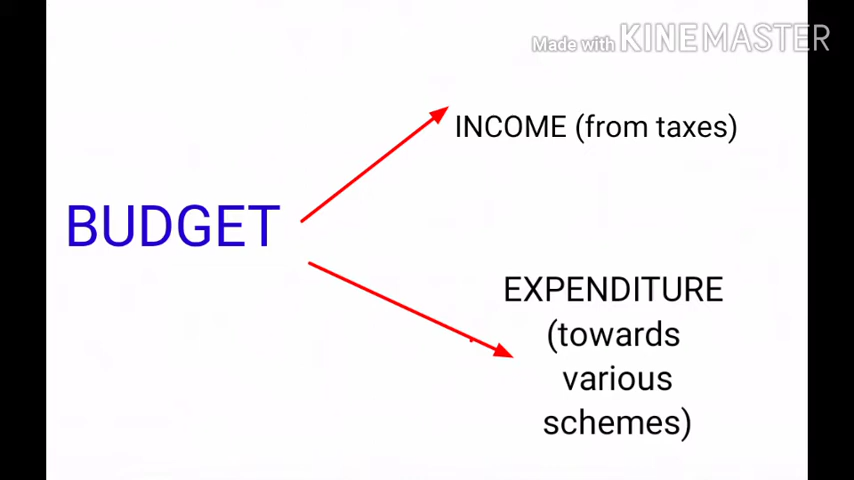 Made with KINEMASTER
INCOME (from taxes)
BUDGET
EXPENDITURE
(towards
various
schemes)